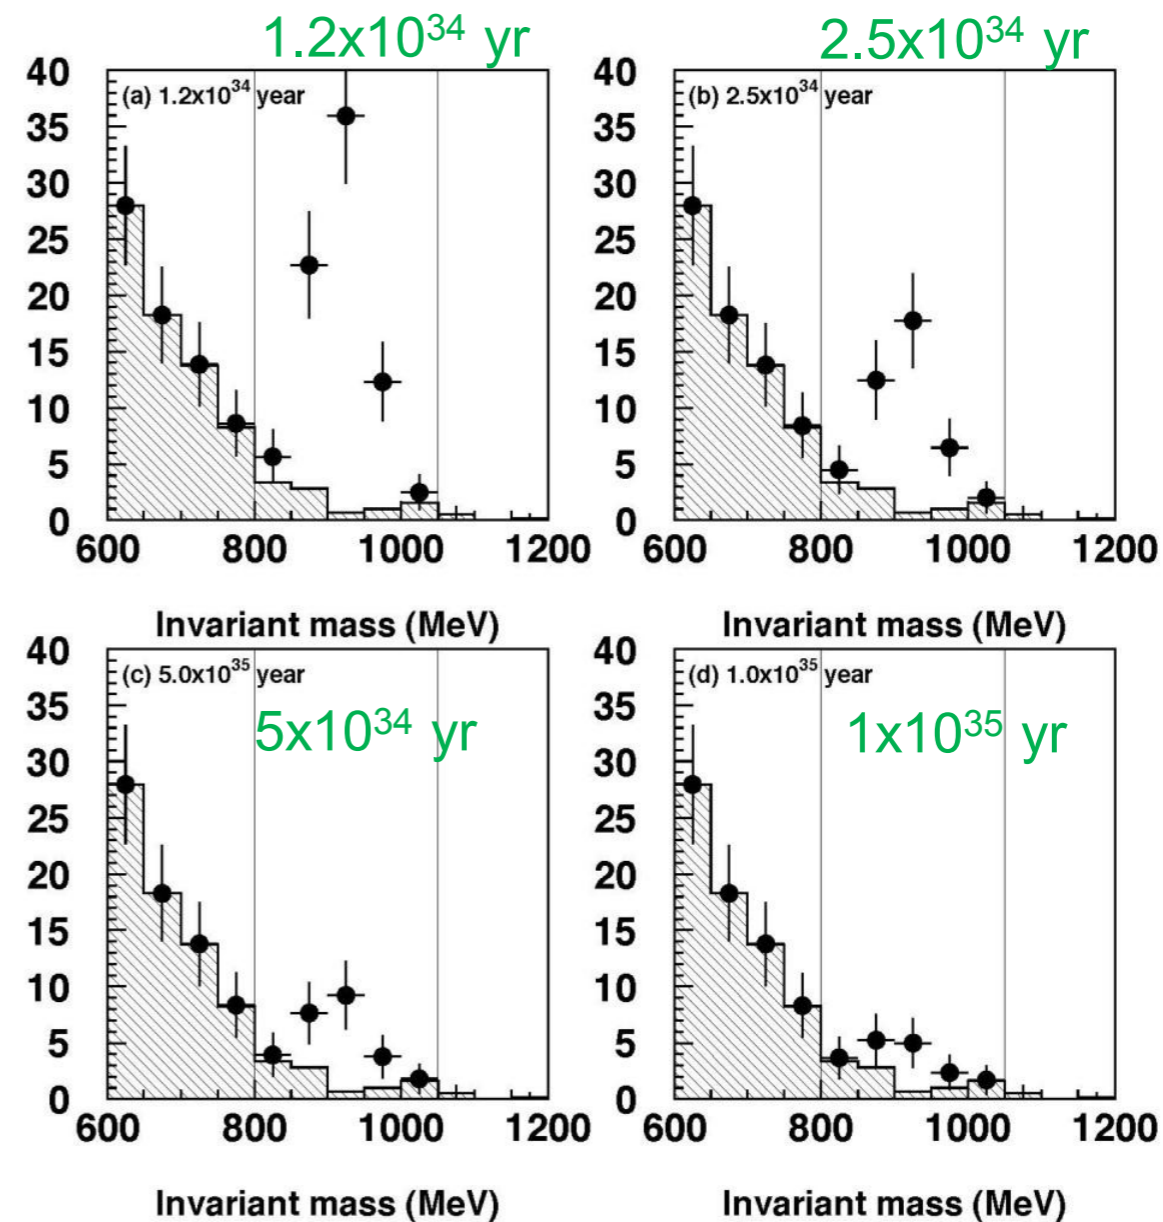 1.2x10³⁴ yr
2.5x10³⁴ yr
40
35
30
25
20
15
10
5
0
(a) 1.2x10³⁴ year
600 800 1000 1200
Invariant mass (MeV)
40
35
30
25
20
15
10
5
0
(b) 2.5x10³⁴ year
600 800 1000 1200
Invariant mass (MeV)
40
35
30
25
20
15
10
5
0
(c) 5.0x10³⁵ year
5x10³⁴ yr
600 800 1000 1200
Invariant mass (MeV)
40
35
30
25
20
15
10
5
0
(d) 1.0x10³⁵ year
1x10³⁵ yr
600 800 1000 1200
Invariant mass (MeV)